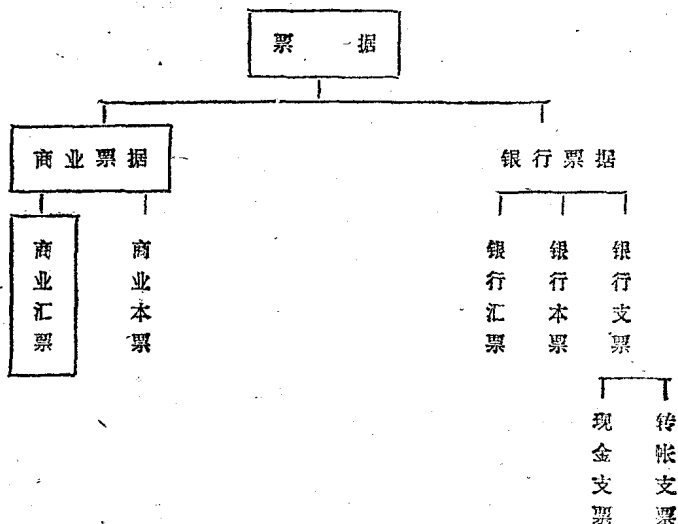 票 据
商业票据
银行票据
商业汇票
商业本票
银行汇票
银行本票
银行支票
现金支票
转帐支票